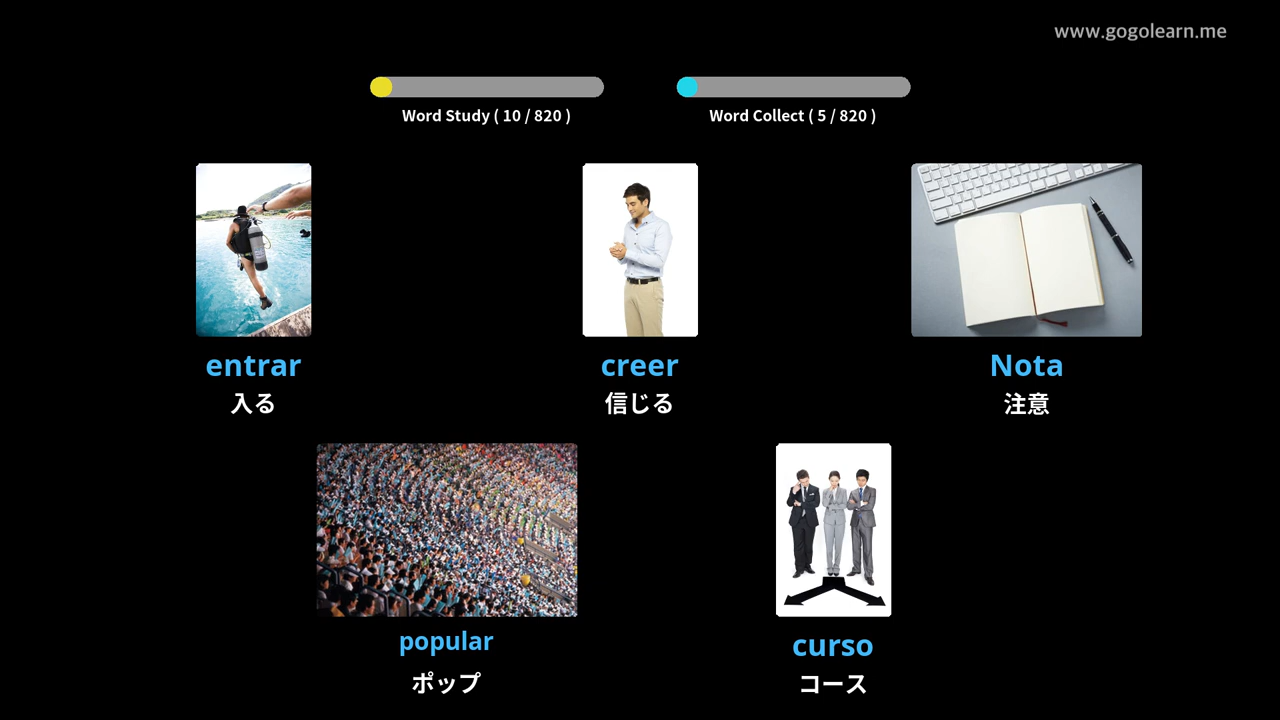 www.gogolearn.me
Word Study ( 10 / 820 )
Word Collect ( 5 / 820 )
entrar
入る
creer
信じる
Nota
注意
popular
ポップ
curso
コース